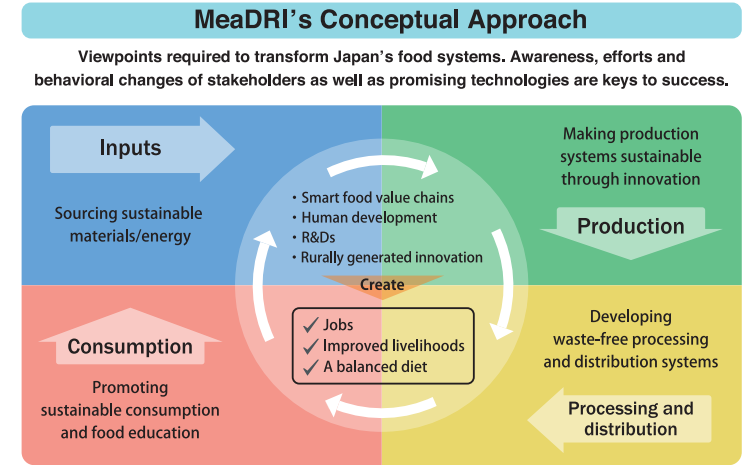 MeaDRI's Conceptual Approach
Viewpoints required to transform Japan's food systems. Awareness, efforts and
behavioral changes of stakeholders as well as promising technologies are keys to success.
Inputs
Sourcing sustainable
materials/energy
Making production
systems sustainable
through innovation
Production
・Smart food value chains
・Human development
・R&Ds
・Rurally generated innovation
Create
✓ Jobs
✓ Improved livelihoods
✓ A balanced diet
Developing
waste-free processing
and distribution systems
Processing and
distribution
Consumption
Promoting
sustainable consumption
and food education